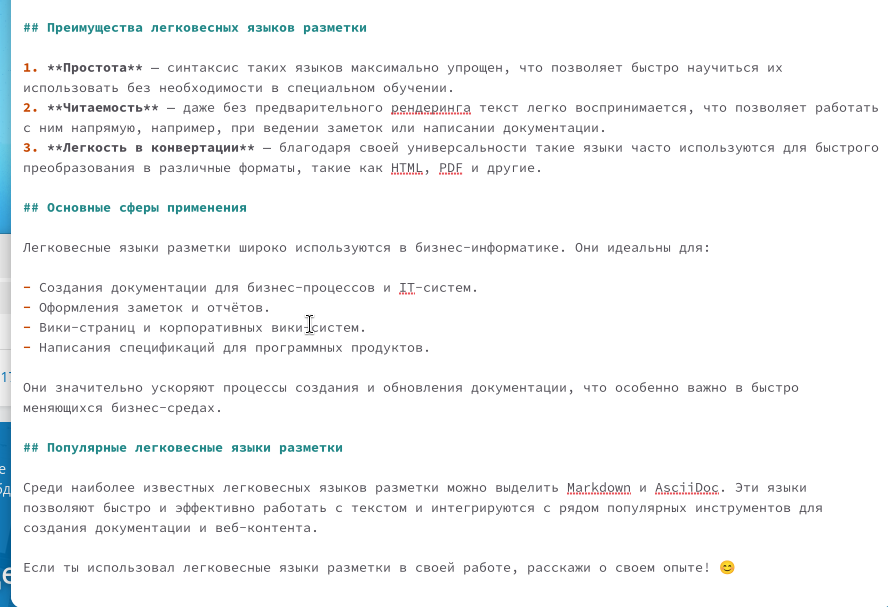 ## Преимущества легковесных языков разметки
1. **Простота** — синтаксис таких языков максимально упрощен, что позволяет быстро научиться их
использовать без необходимости в специальном обучении.
2. **Читаемость** — даже без предварительного рендеринга текст легко воспринимается, что позволяет работать
с ним напрямую, например, при ведении заметок или написании документации.
3. **Легкость в конвертации** — благодаря своей универсальности такие языки часто используются для быстрого
преобразования в различные форматы, такие как HTML, PDF и другие.
## Основные сферы применения
Легковесные языки разметки широко используются в бизнес-информатике. Они идеальны для:
- Создания документации для бизнес-процессов и IT-систем.
- Оформления заметок и отчётов.
- Вики-страниц и корпоративных вики-систем.
- Написания спецификаций для программных продуктов.
Они значительно ускоряют процессы создания и обновления документации, что особенно важно в быстро
меняющихся бизнес-средах.
## Популярные легковесные языки разметки
Среди наиболее известных легковесных языков разметки можно выделить Markdown и AsciiDoc. Эти языки
позволяют быстро и эффективно работать с текстом и интегрируются с рядом популярных инструментов для
создания документации и веб-контента.
Если ты использовал легковесные языки разметки в своей работе, расскажи о своем опыте! 😊